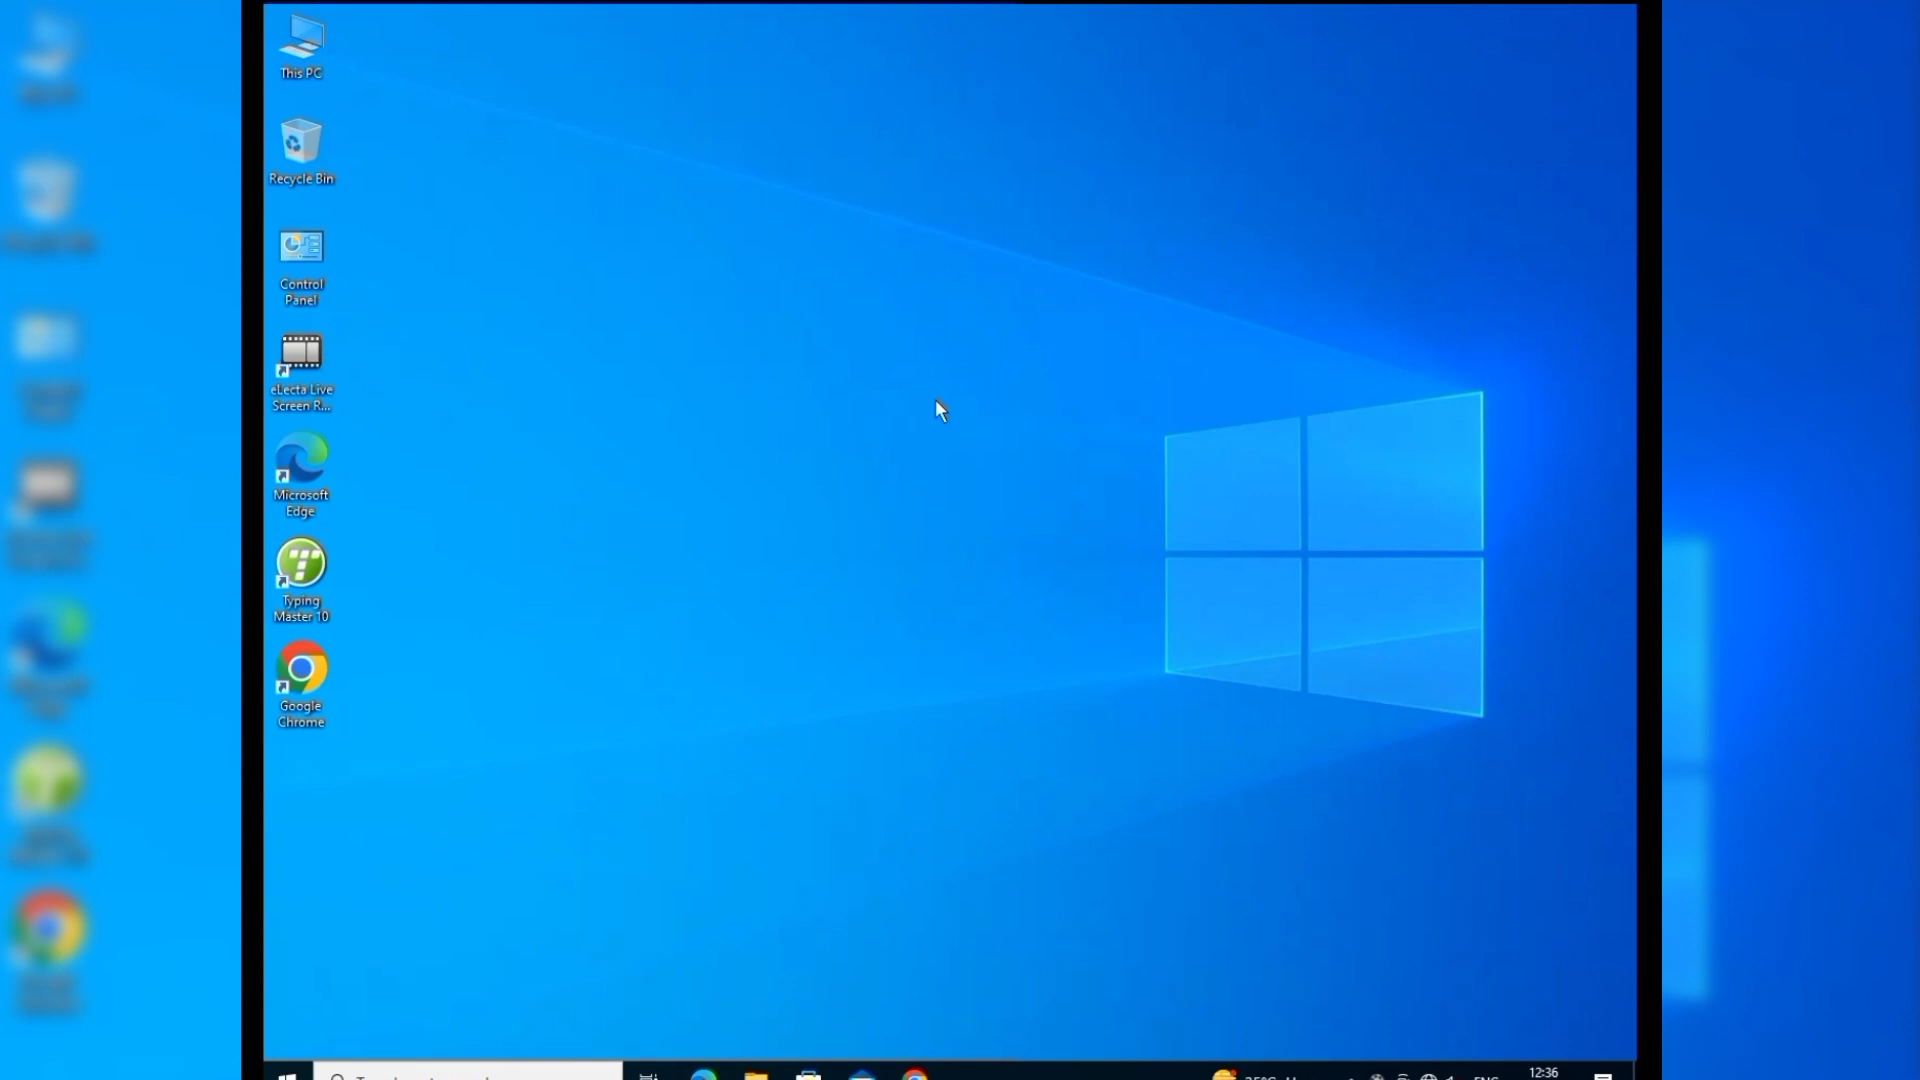 This PC
Recycle Bin
Control
Panel
eLecta Live
Screen R...
Microsoft
Edge
Typing
Master 10
Google
Chrome
12:36